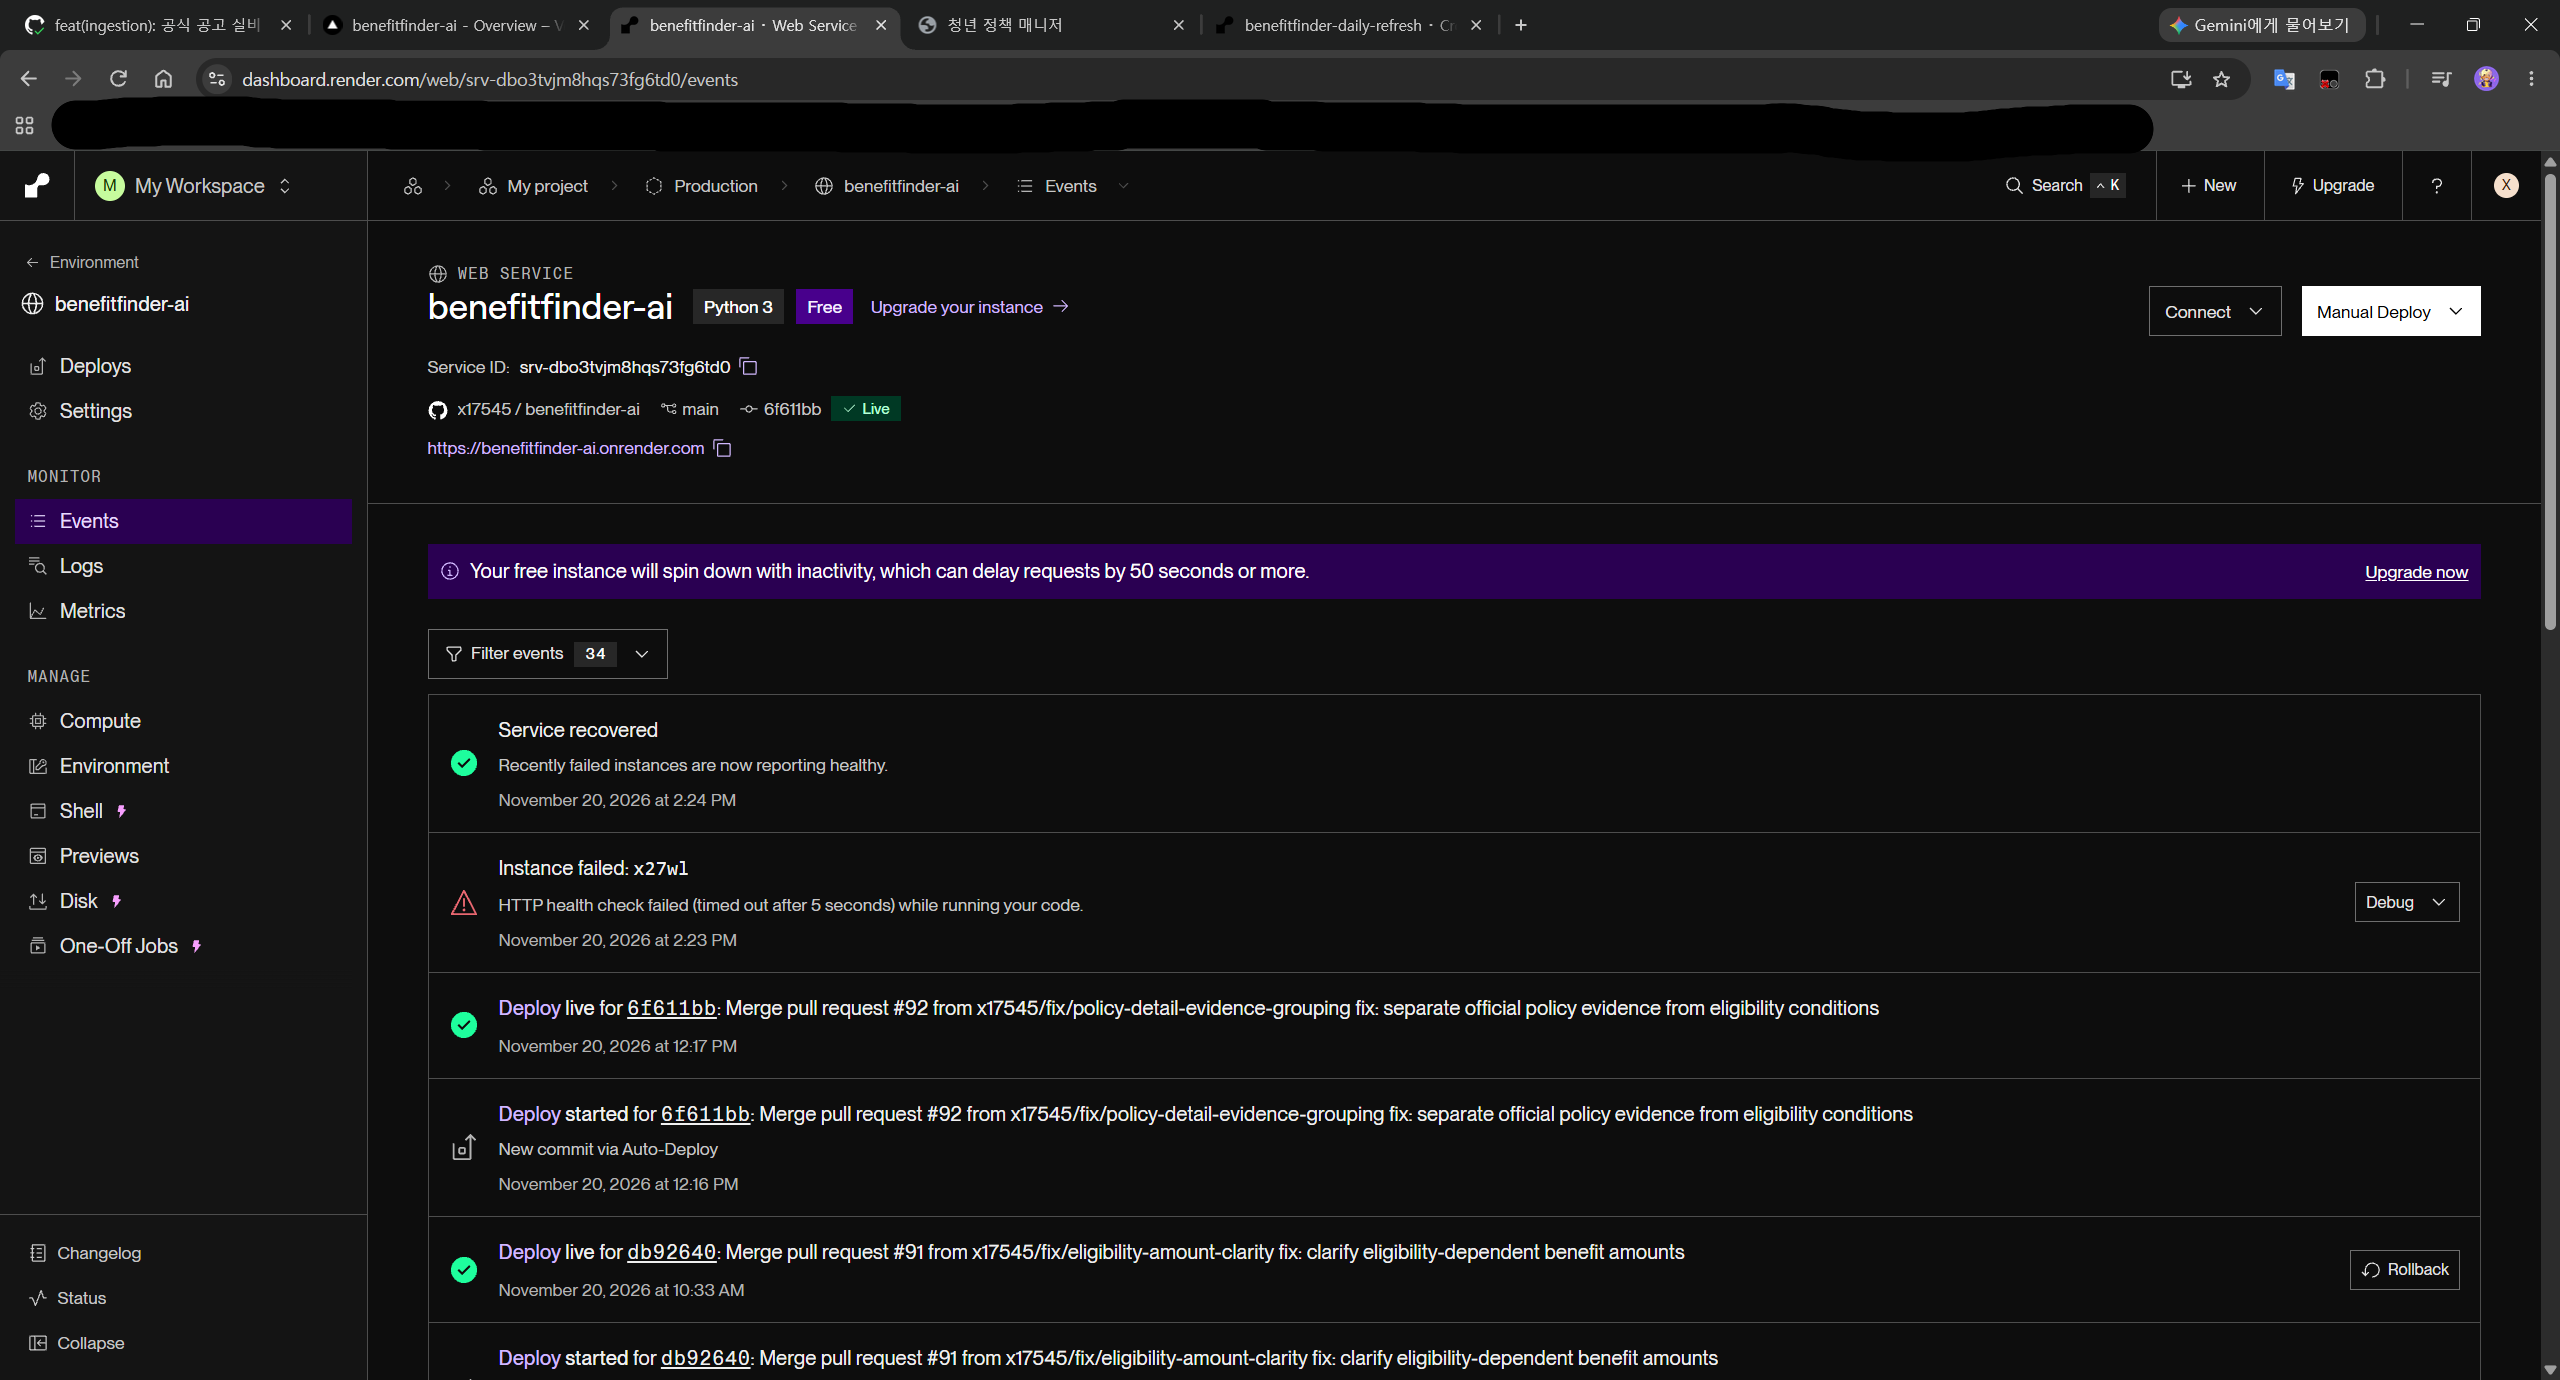 feat(ingestion): 공식 공고 실비
benefitfinder-ai - Overview – V
benefitfinder-ai · Web Service
청년 정책 매니저
benefitfinder-daily-refresh · Cr
Gemini에게 물어보기
dashboard.render.com/web/srv-dbo3tvjm8hqs73fg6td0/events
M
My Workspace
My project
Production
benefitfinder-ai
Events
Search
K
New
Upgrade
?
X
Environment
benefitfinder-ai
Deploys
Settings
MONITOR
Events
Logs
Metrics
MANAGE
Compute
Environment
Shell
Previews
Disk
One-Off Jobs
Changelog
Status
Collapse
WEB SERVICE
benefitfinder-ai
Python 3
Free
Upgrade your instance
Connect
Manual Deploy
Service ID: srv-dbo3tvjm8hqs73fg6td0
x17545 / benefitfinder-ai
main
6f611bb
Live
https://benefitfinder-ai.onrender.com
Your free instance will spin down with inactivity, which can delay requests by 50 seconds or more.
Upgrade now
Filter events 34
Service recovered
Recently failed instances are now reporting healthy.
November 20, 2026 at 2:24 PM
Instance failed: x27wl
HTTP health check failed (timed out after 5 seconds) while running your code.
November 20, 2026 at 2:23 PM
Debug
Deploy live for 6f611bb: Merge pull request #92 from x17545/fix/policy-detail-evidence-grouping fix: separate official policy evidence from eligibility conditions
November 20, 2026 at 12:17 PM
Deploy started for 6f611bb: Merge pull request #92 from x17545/fix/policy-detail-evidence-grouping fix: separate official policy evidence from eligibility conditions
New commit via Auto-Deploy
November 20, 2026 at 12:16 PM
Deploy live for db92640: Merge pull request #91 from x17545/fix/eligibility-amount-clarity fix: clarify eligibility-dependent benefit amounts
November 20, 2026 at 10:33 AM
Rollback
Deploy started for db92640: Merge pull request #91 from x17545/fix/eligibility-amount-clarity fix: clarify eligibility-dependent benefit amounts